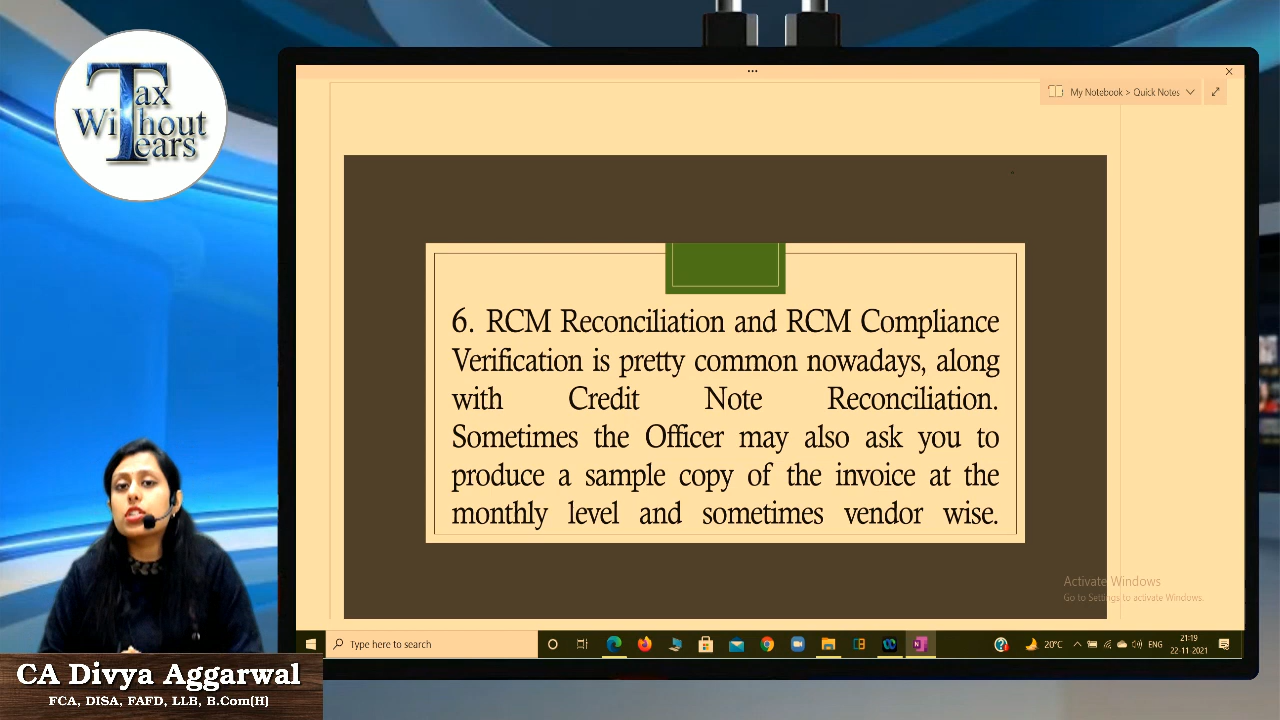 Tax
Without
Tears
My Notebook > Quick Notes
6. RCM Reconciliation and RCM Compliance
Verification is pretty common nowadays, along
with Credit Note Reconciliation.
Sometimes the Officer may also ask you to
produce a sample copy of the invoice at the
monthly level and sometimes vendor wise.
Activate Windows
Go to Settings to activate Windows.
Type here to search
20°C
ENG
21:19
22-11-2021
CA Divya Aggarwal
FCA, DISA, FAFD, LLB, B.Com(H)